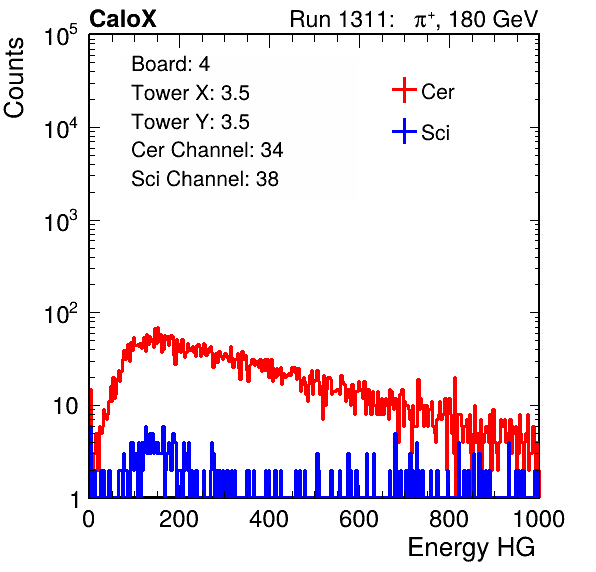 CaloX Run 1311: π⁺, 180 GeV
Counts
Board: 4
Tower X: 3.5
Tower Y: 3.5
Cer Channel: 34
Sci Channel: 38
Cer
Sci
10⁵
10⁴
10³
10²
10
1
0 200 400 600 800 1000
Energy HG